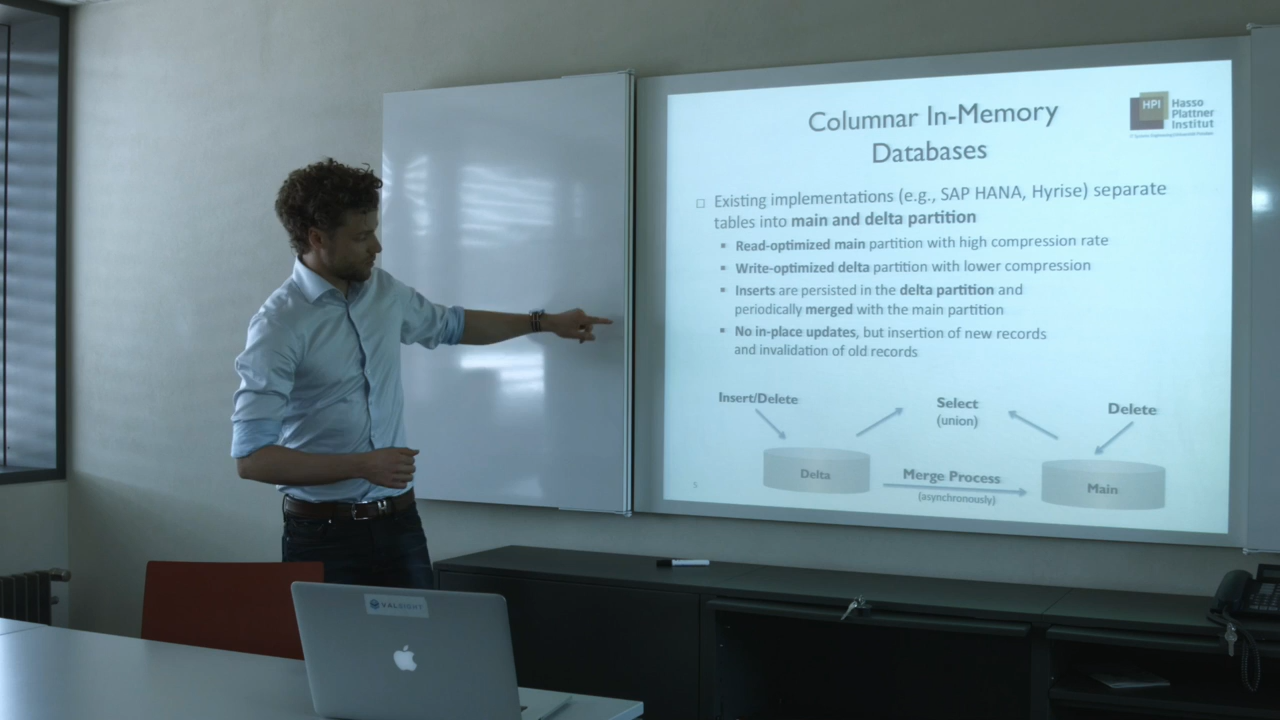 Columnar In-Memory
Databases
HPI Hasso
Plattner
Institut
Existing implementations (e.g., SAP HANA, Hyrise) separate
tables into main and delta partition
Read-optimized main partition with high compression rate
Write-optimized delta partition with lower compression
Inserts are persisted in the delta partition and
periodically merged with the main partition
No in-place updates, but insertion of new records
and invalidation of old records
Insert/Delete
Select
(union)
Delete
Delta
Merge Process
(asynchronously)
Main
5
VALSIGHT